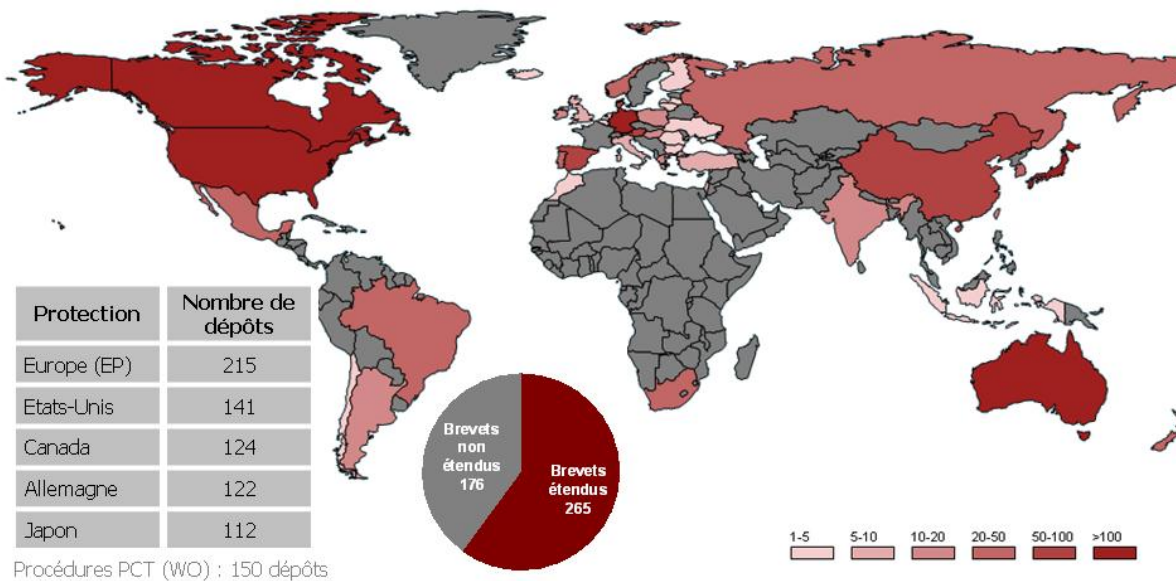 Protection
Nombre de
dépôts
Europe (EP)
215
Etats-Unis
141
Canada
124
Allemagne
122
Japon
112
Procédures PCT (WO) : 150 dépôts
Brevets
non
étendus
176
Brevets
étendus
265
1-5
5-10
10-20
20-50
50-100
>100